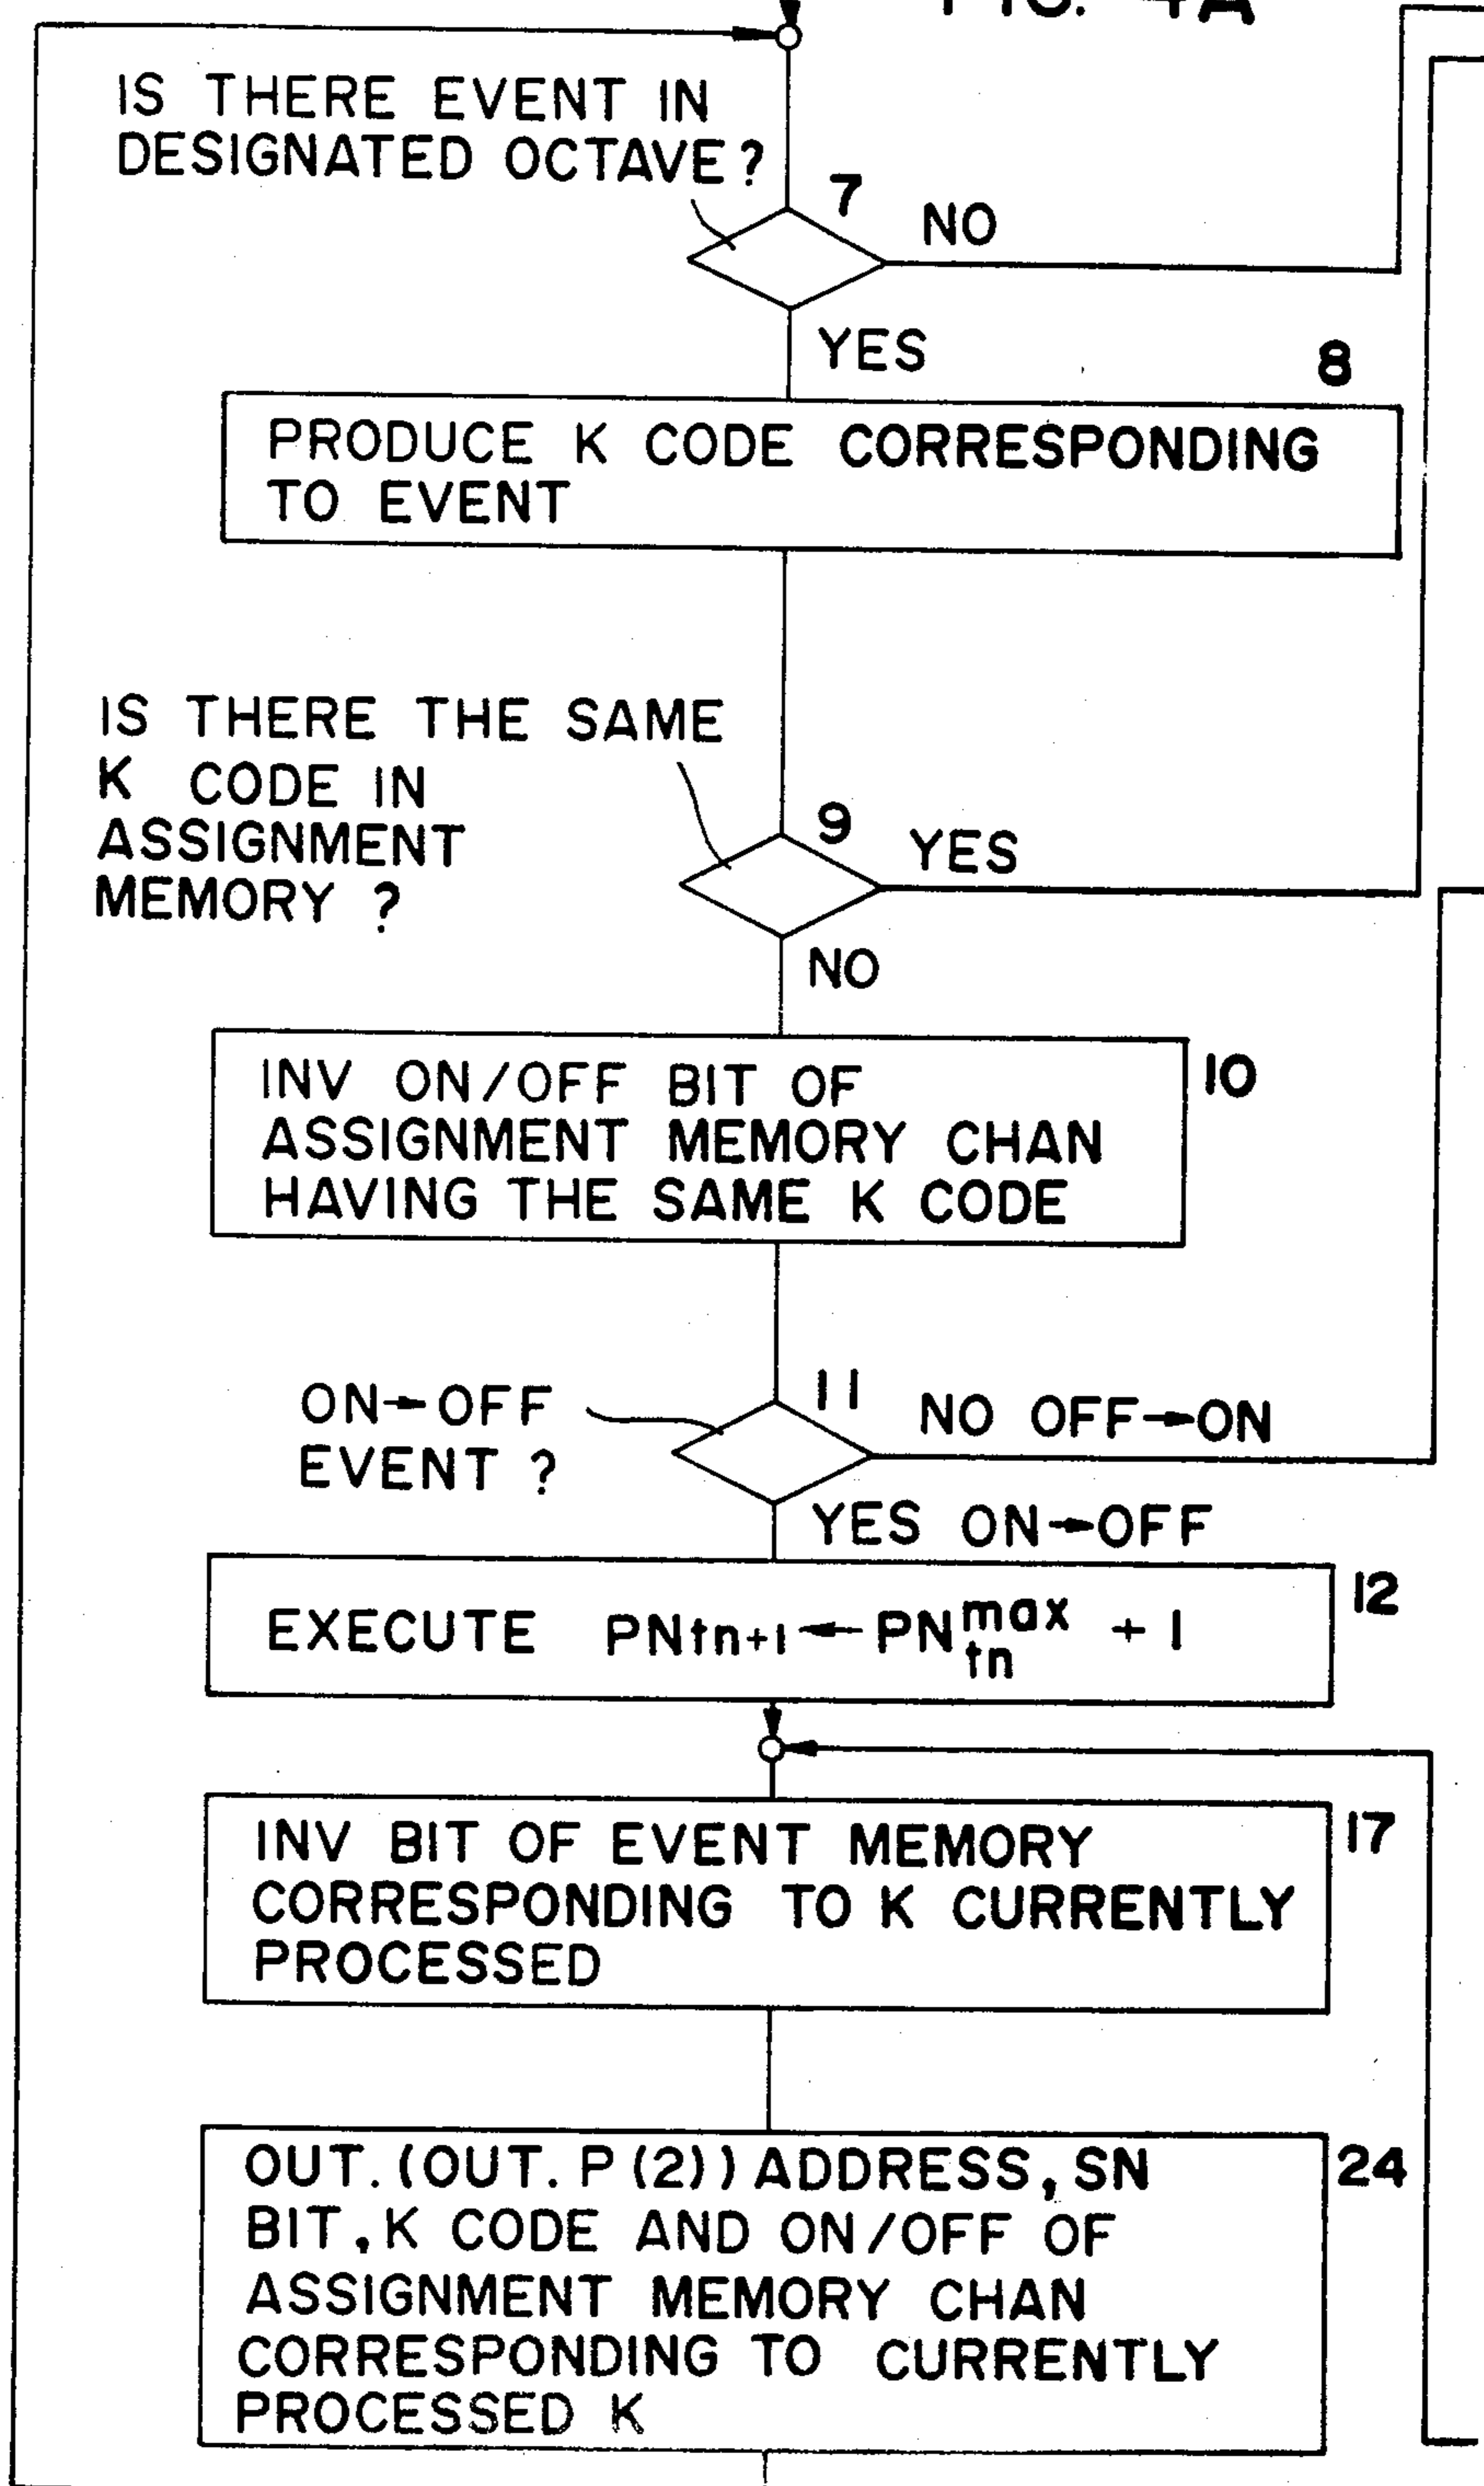 FIG. 4A
IS THERE EVENT IN
DESIGNATED OCTAVE?
7
NO
YES
8
PRODUCE K CODE CORRESPONDING
TO EVENT
IS THERE THE SAME
K CODE IN
ASSIGNMENT
MEMORY ?
9
YES
NO
INV ON/OFF BIT OF
ASSIGNMENT MEMORY CHAN
HAVING THE SAME K CODE
10
ON→OFF
EVENT ?
11
NO OFF→ON
YES ON→OFF
EXECUTE PNtn+1←PN max tn + 1
12
INV BIT OF EVENT MEMORY
CORRESPONDING TO K CURRENTLY
PROCESSED
17
OUT.(OUT. P(2)) ADDRESS, SN
BIT, K CODE AND ON/OFF OF
ASSIGNMENT MEMORY CHAN
CORRESPONDING TO CURRENTLY
PROCESSED K
24